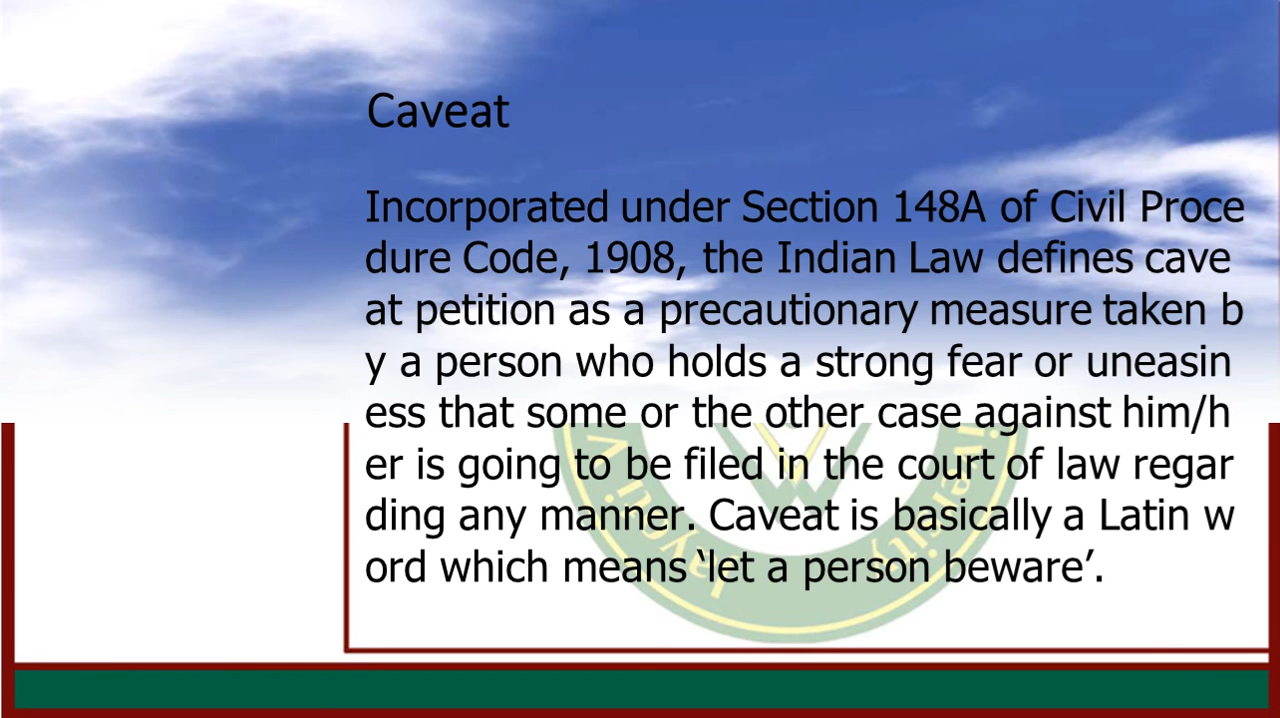 Caveat
Incorporated under Section 148A of Civil Proce
dure Code, 1908, the Indian Law defines cave
at petition as a precautionary measure taken b
y a person who holds a strong fear or uneasin
ess that some or the other case against him/h
er is going to be filed in the court of law regar
ding any manner. Caveat is basically a Latin w
ord which means ‘let a person beware’.